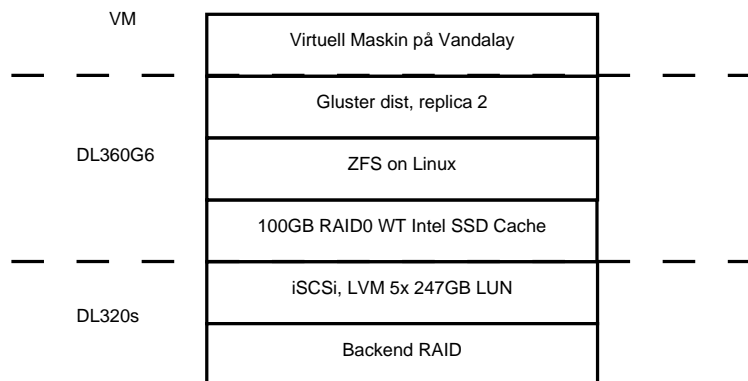 VM
Virtuell Maskin på Vandalay
Gluster dist, replica 2
DL360G6
ZFS on Linux
100GB RAID0 WT Intel SSD Cache
iSCSi, LVM 5x 247GB LUN
DL320s
Backend RAID